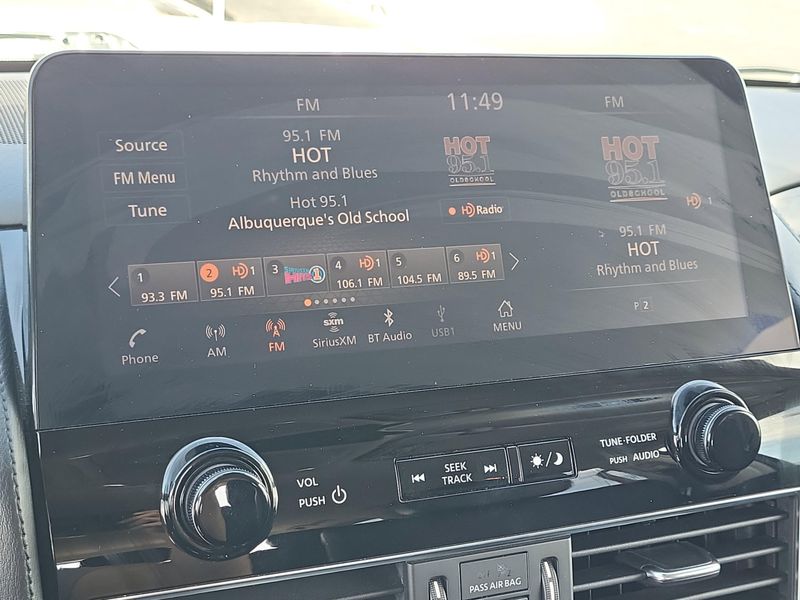 FM
11:49
FM
Source
FM Menu
Tune
95.1 FM
HOT
Rhythm and Blues
Hot 95.1
Albuquerque's Old School
HOT
95.1
OLDSCHOOL
HD Radio
HOT
95.1
OLDSCHOOL
HD 1
95.1 FM
HOT
Rhythm and Blues
P 2
1
93.3 FM
2 HD 1
95.1 FM
3
1
4 HD 1
106.1 FM
5
104.5 FM
6 HD 1
89.5 FM
Phone
AM
FM
sxm
SiriusXM
BT Audio
USB1
MENU
VOL
PUSH
SEEK
TRACK
TUNE·FOLDER
PUSH AUDIO
PASS AIR BAG